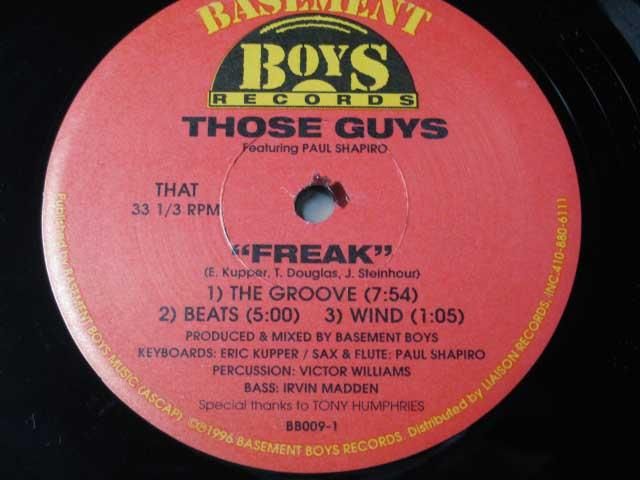 BASEMENT
BOYS
RECORDS
THOSE GUYS
Featuring PAUL SHAPIRO
THAT
33 1/3 RPM
"FREAK"
(E. Kupper, T. Douglas, J. Steinhour)
1) THE GROOVE (7:54)
2) BEATS (5:00) 3) WIND (1:05)
PRODUCED & MIXED BY BASEMENT BOYS
KEYBOARDS: ERIC KUPPER / SAX & FLUTE: PAUL SHAPIRO
PERCUSSION: VICTOR WILLIAMS
BASS: IRVIN MADDEN
Special thanks to TONY HUMPHRIES
BB009-1
Published by BASEMENT BOYS MUSIC (ASCAP) ©℗1996 BASEMENT BOYS RECORDS. Distributed by LIAISON RECORDS, INC. 410-880-6111